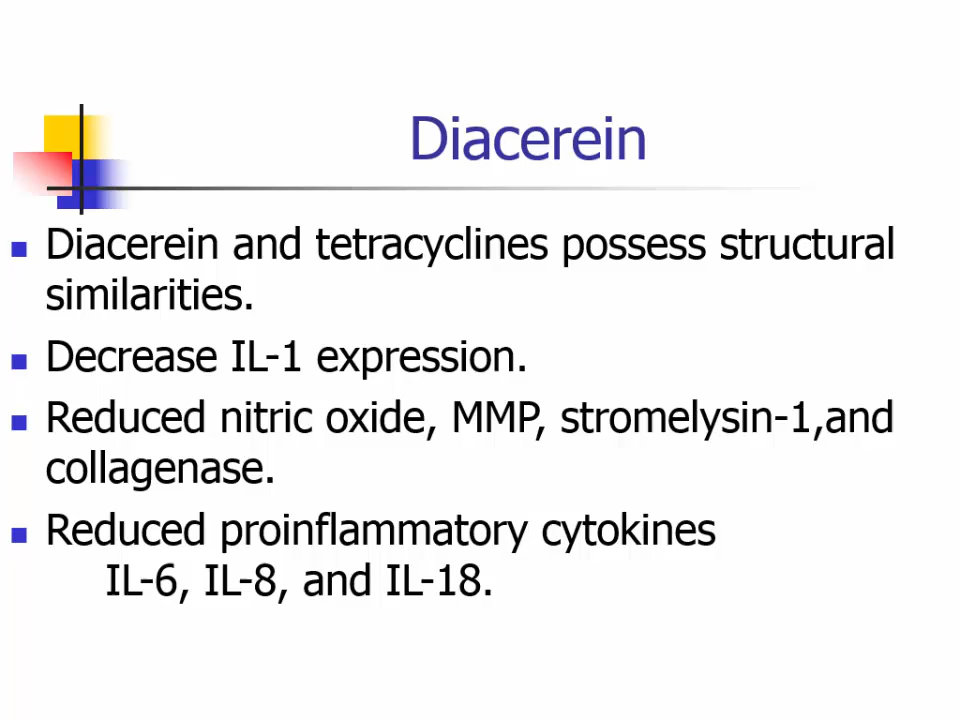 Diacerein
Diacerein and tetracyclines possess structural
similarities.
Decrease IL-1 expression.
Reduced nitric oxide, MMP, stromelysin-1,and
collagenase.
Reduced proinflammatory cytokines
IL-6, IL-8, and IL-18.